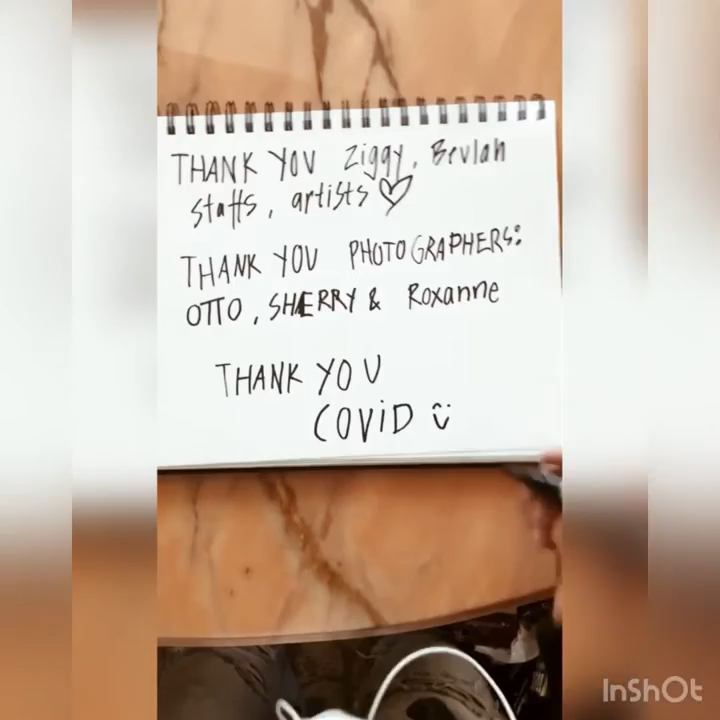 THANK YOU Ziggy, Bevlah
staffs, artists
THANK YOU PHOTOGRAPHERS:
OTTO, SHERRY & Roxanne
THANK YOU
COViD
InShOt